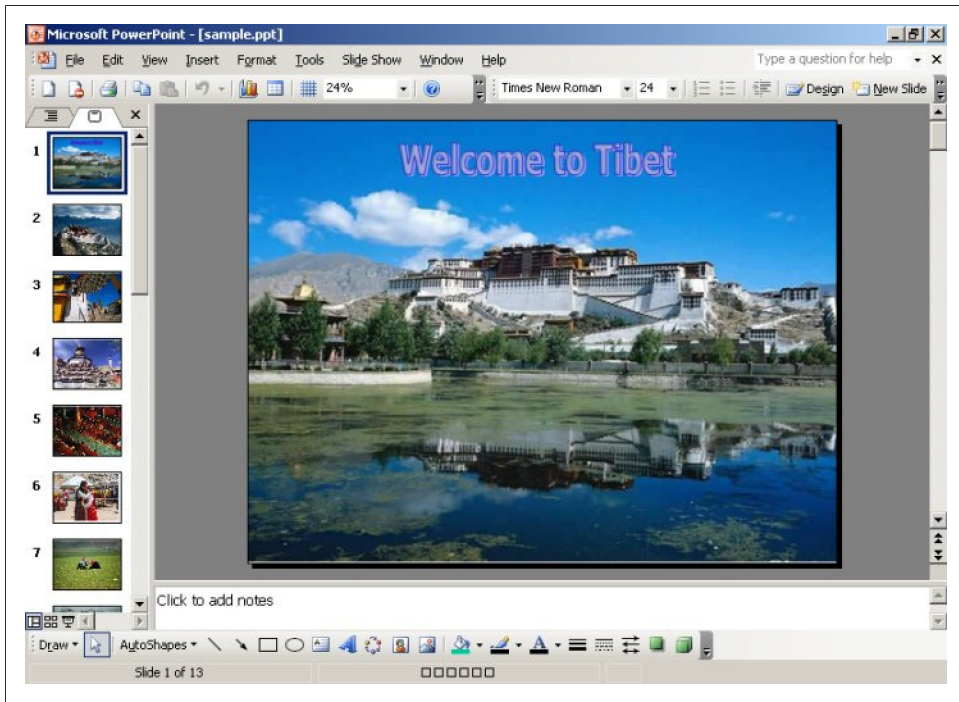 Microsoft PowerPoint - [sample.ppt]
File Edit View Insert Format Tools Slide Show Window Help Type a question for help
24% Times New Roman 24 Design New Slide
1
Welcome to Tibet
2
3
4
5
6
7
Click to add notes
Draw AutoShapes
Slide 1 of 13